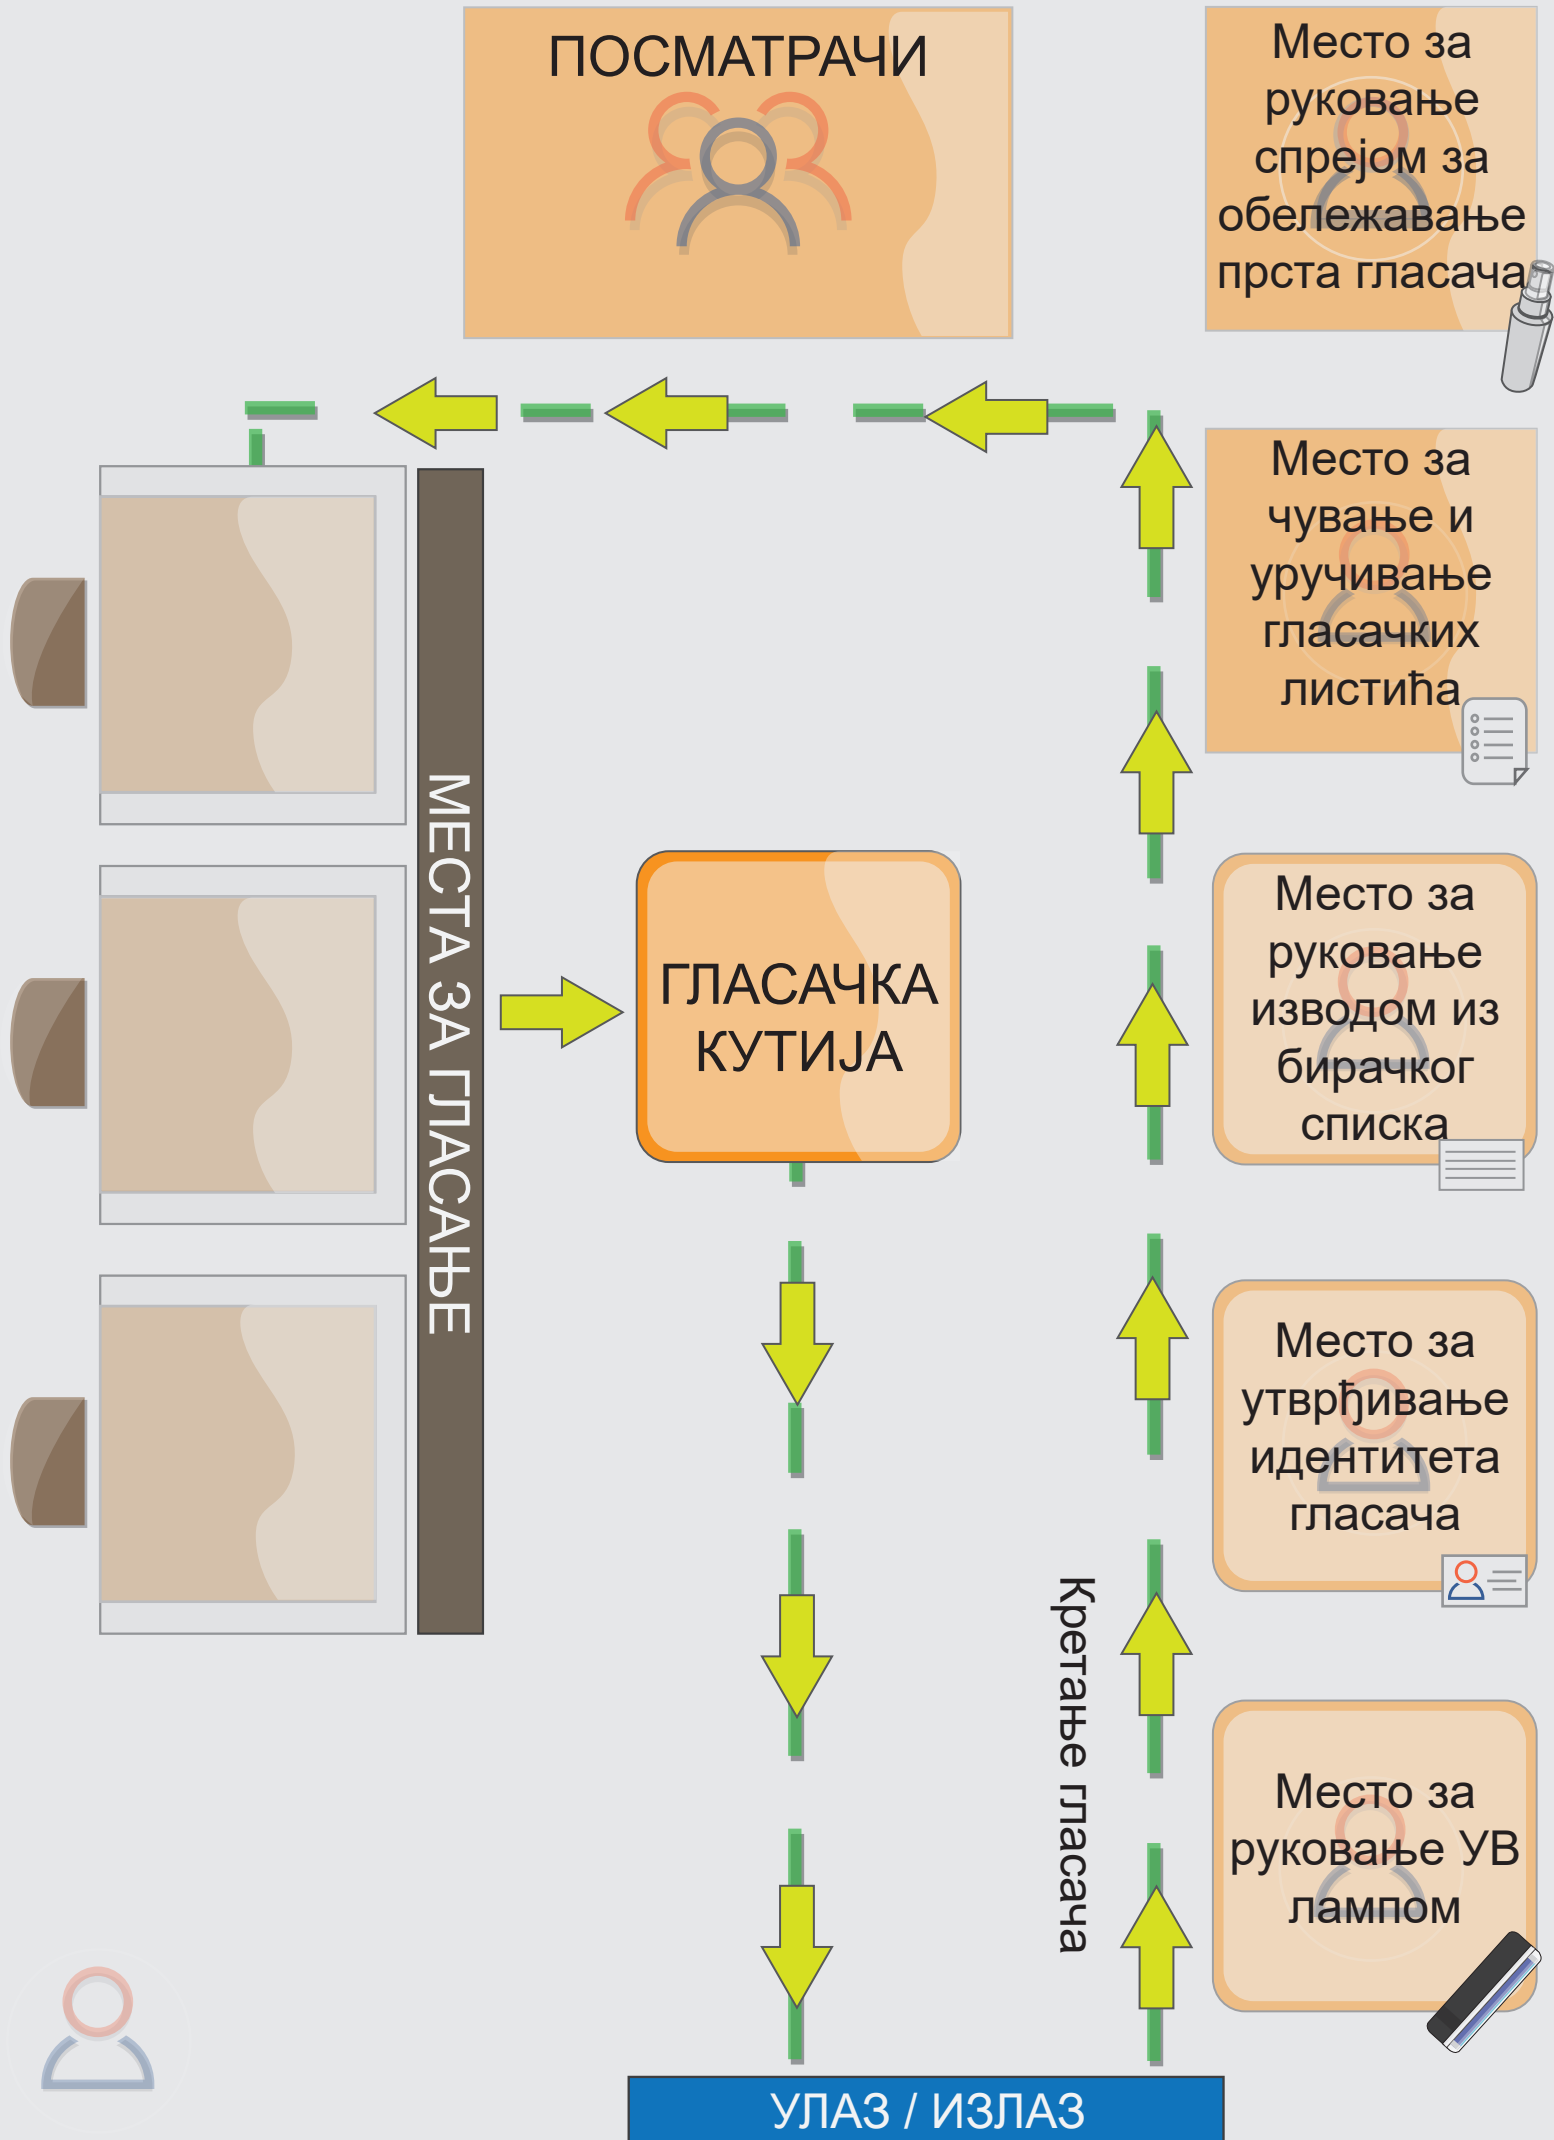 ПОСМАТРАЧИ
Место за
руковање
спрејом за
обележавање
прста гласача
Место за
чување и
уручивање
гласачких
листића
МЕСТА ЗА ГЛАСАЊЕ
ГЛАСАЧКА
КУТИЈА
Место за
руковање
изводом из
бирачког
списка
Место за
утврђивање
идентитета
гласача
Кретање гласача
Место за
руковање УВ
лампом
УЛАЗ / ИЗЛАЗ